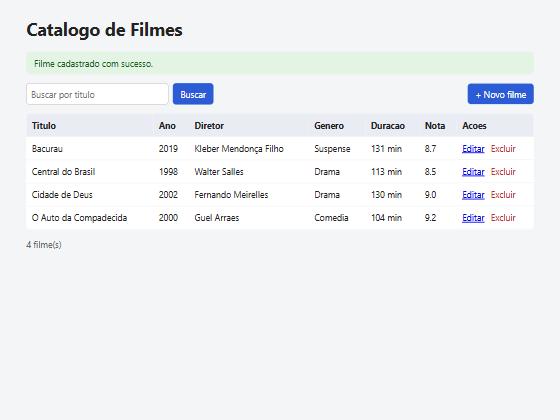 Catalogo de Filmes
Filme cadastrado com sucesso.
Buscar por titulo Buscar + Novo filme
Titulo Ano Diretor Genero Duracao Nota Acoes
Bacurau 2019 Kleber Mendonça Filho Suspense 131 min 8.7 Editar Excluir
Central do Brasil 1998 Walter Salles Drama 113 min 8.5 Editar Excluir
Cidade de Deus 2002 Fernando Meirelles Drama 130 min 9.0 Editar Excluir
O Auto da Compadecida 2000 Guel Arraes Comedia 104 min 9.2 Editar Excluir
4 filme(s)